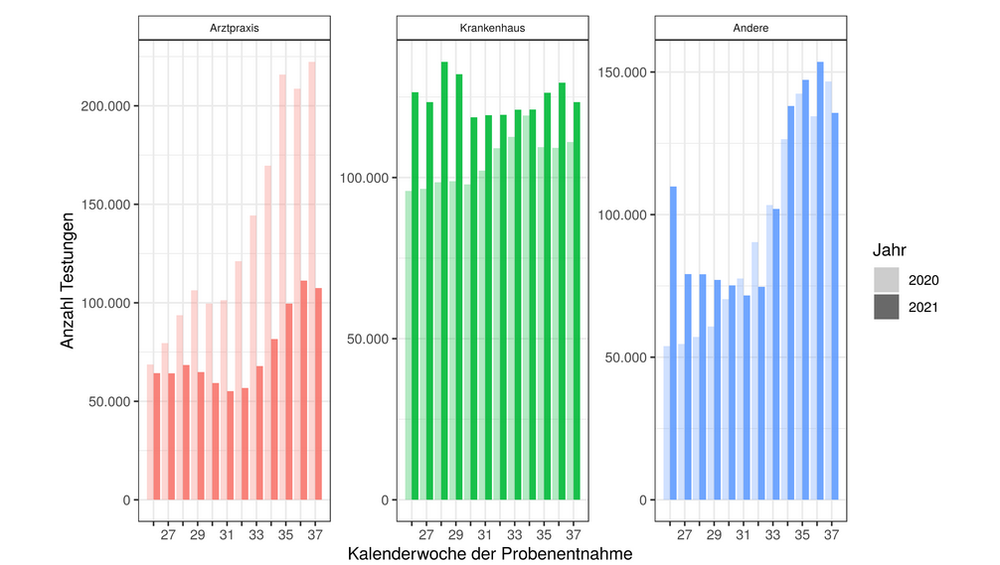 Arztpraxis
Krankenhaus
Andere
Anzahl Testungen
200.000
150.000
100.000
50.000
0
100.000
50.000
0
150.000
100.000
50.000
0
27 29 31 33 35 37
27 29 31 33 35 37
27 29 31 33 35 37
Kalenderwoche der Probenentnahme
Jahr
2020
2021